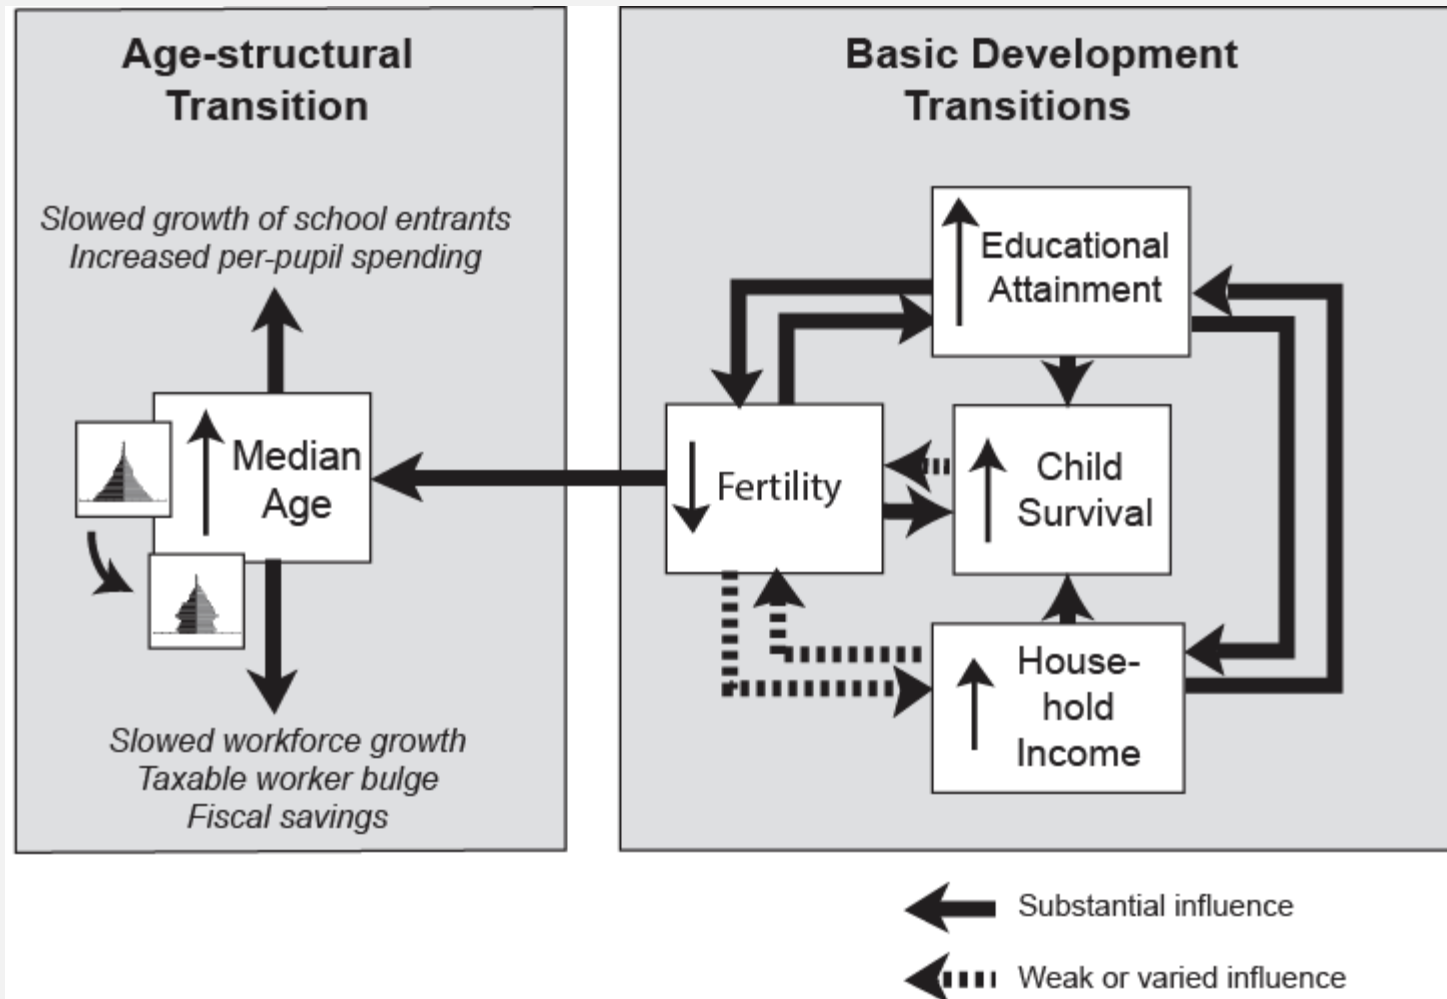 Age-structural
Transition
Slowed growth of school entrants
Increased per-pupil spending
Median
Age
Slowed workforce growth
Taxable worker bulge
Fiscal savings
Basic Development
Transitions
Educational
Attainment
Fertility
Child
Survival
House-
hold
Income
Substantial influence
Weak or varied influence